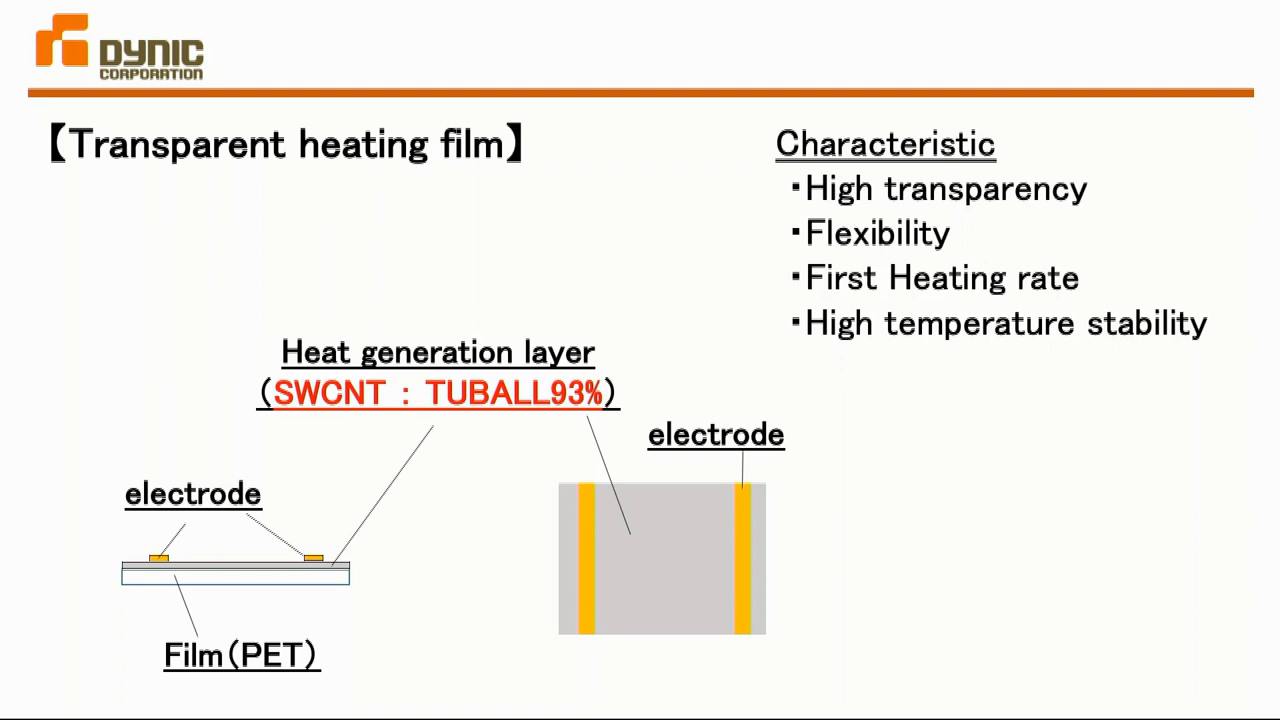 DYNIC
CORPORATION
【Transparent heating film】
Characteristic
・High transparency
・Flexibility
・First Heating rate
・High temperature stability
Heat generation layer
(SWCNT : TUBALL93%)
electrode
electrode
Film(PET)